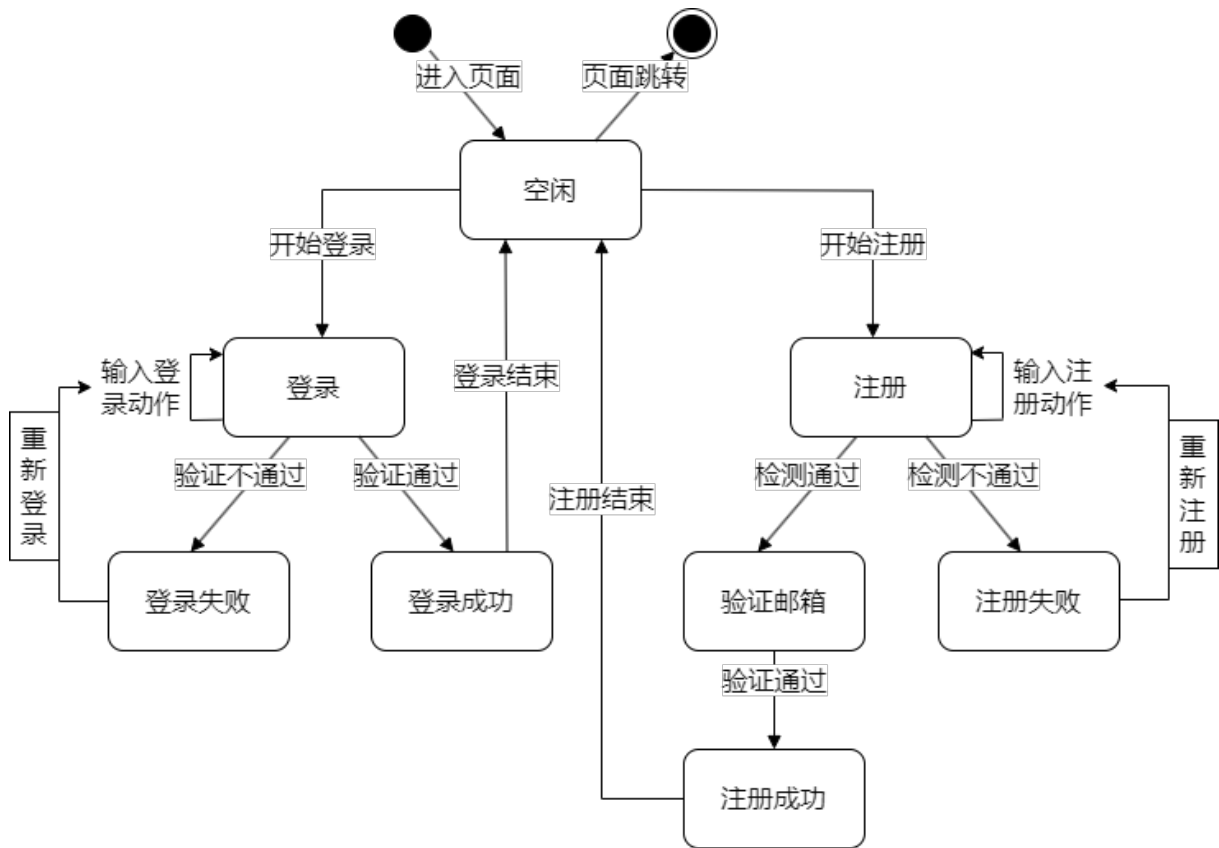 进入页面
页面跳转
空闲
开始登录
开始注册
输入登
录动作
登录
登录结束
注册
输入注
册动作
重
新
登
录
验证不通过
验证通过
注册结束
检测通过
检测不通过
重
新
注
册
登录失败
登录成功
验证邮箱
注册失败
验证通过
注册成功